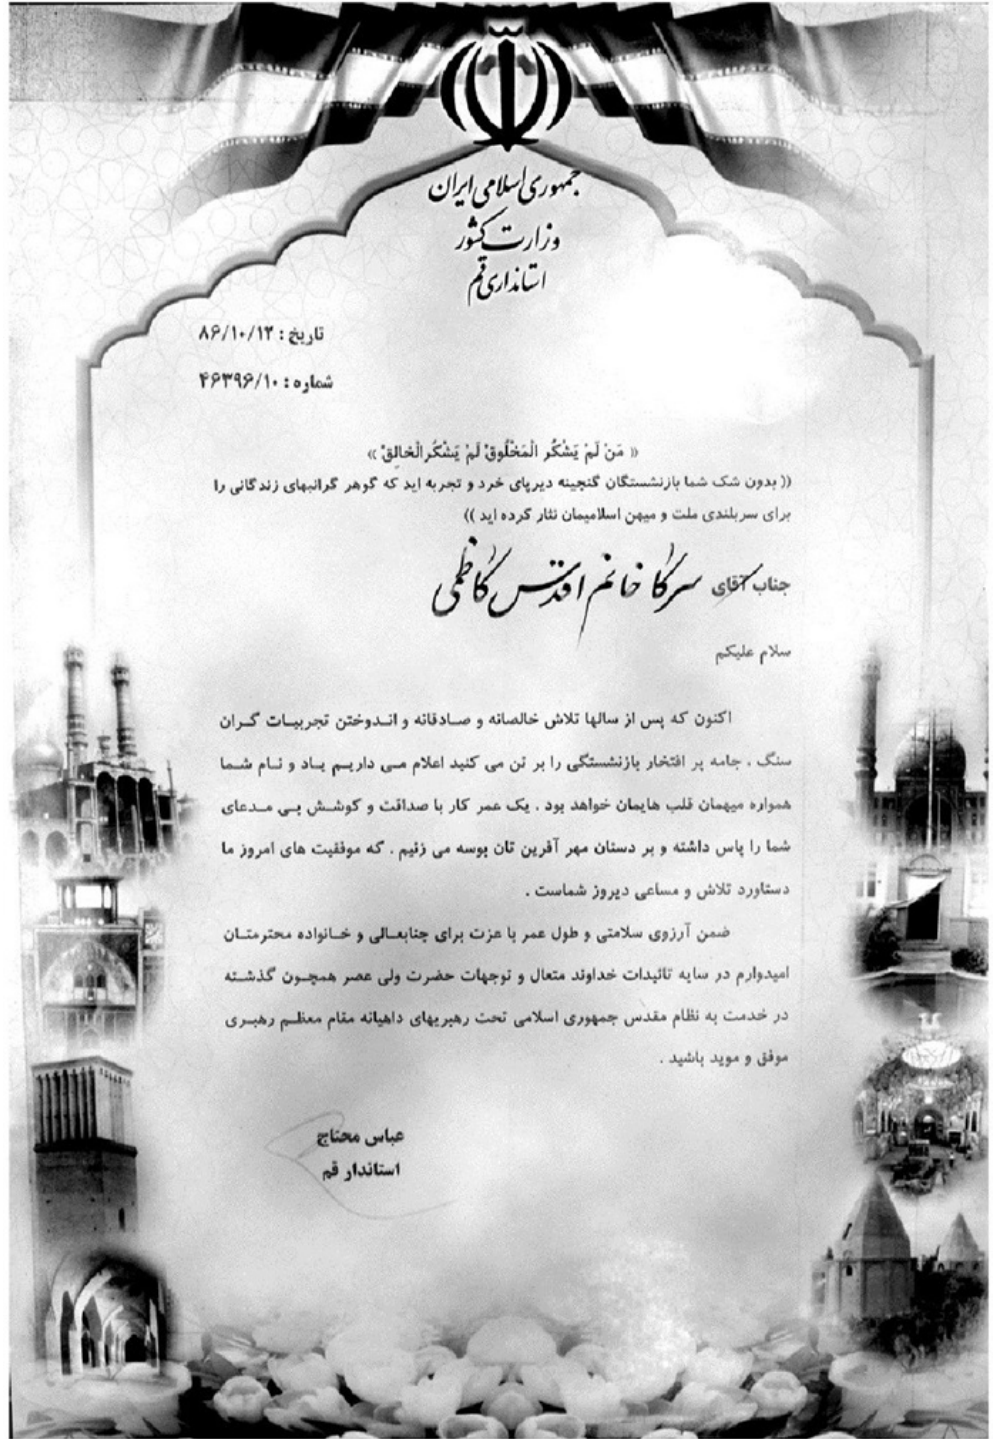 جمهوری اسلامی ایران
وزارت کشور
استانداری قم
تاریخ : ۸۶/۱۰/۱۲
شماره : ۴۶۳۹۶/۱۰
« مَنْ لَمْ یَشْکُر الْمَخْلُوقْ لَمْ یَشْکُرالْخالِقْ »
(( بدون شک شما بازنشستگان گنجینه دیرپای خرد و تجربه اید که گوهر گرانبهای زندگانی را
برای سربلندی ملت و میهن اسلامیمان نثار کرده اید ))
جناب آقای سرکار خانم اقدس کاظمی
سلام علیکم
اکنون که پس از سالها تلاش خالصانه و صادقانه و اندوختن تجربیات گران
سنگ ، جامه پر افتخار بازنشستگی را بر تن می کنید اعلام می داریم یاد و نام شما
همواره میهمان قلب هایمان خواهد بود . یک عمر کار با صداقت و کوشش بی مدعای
شما را پاس داشته و بر دستان مهر آفرین تان بوسه می زنیم . که موفقیت های امروز ما
دستاورد تلاش و مساعی دیروز شماست .
ضمن آرزوی سلامتی و طول عمر با عزت برای جنابعالی و خانواده محترمتان
امیدوارم در سایه تائیدات خداوند متعال و توجهات حضرت ولی عصر همچون گذشته
در خدمت به نظام مقدس جمهوری اسلامی تحت رهبریهای داهیانه مقام معظم رهبری
موفق و موید باشید .
عباس محتاج
استاندار قم